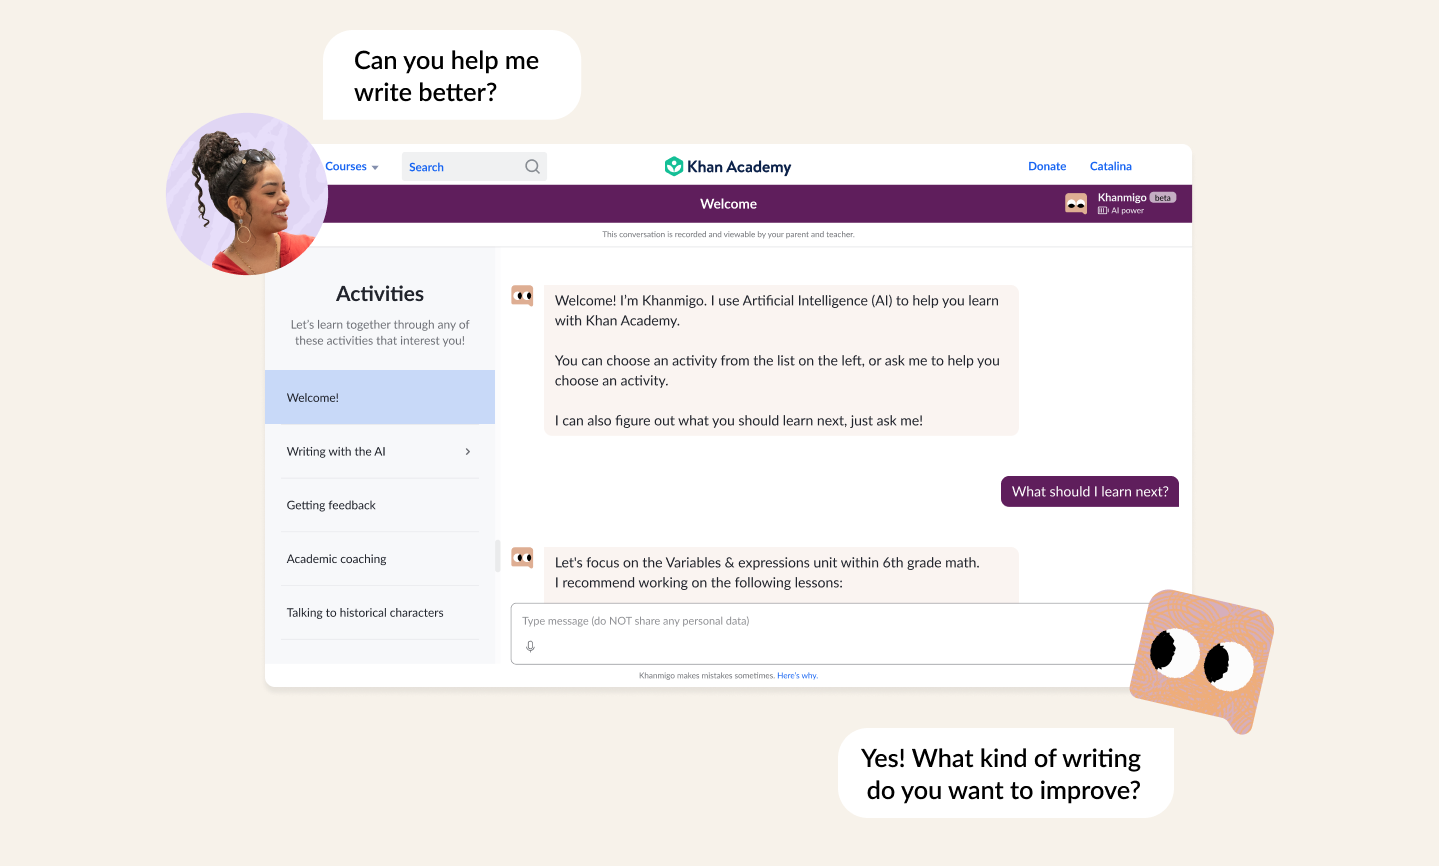 Can you help me
write better?
Courses
Search
Khan Academy
Donate
Catalina
Welcome
Khanmigo beta
AI power
This conversation is recorded and viewable by your parent and teacher.
Activities
Let’s learn together through any of
these activities that interest you!
Welcome!
Writing with the AI
Getting feedback
Academic coaching
Talking to historical characters
Welcome! I’m Khanmigo. I use Artificial Intelligence (AI) to help you learn
with Khan Academy.
You can choose an activity from the list on the left, or ask me to help you
choose an activity.
I can also figure out what you should learn next, just ask me!
What should I learn next?
Let's focus on the Variables & expressions unit within 6th grade math.
I recommend working on the following lessons:
Type message (do NOT share any personal data)
Khanmigo makes mistakes sometimes. Here's why.
Yes! What kind of writing
do you want to improve?